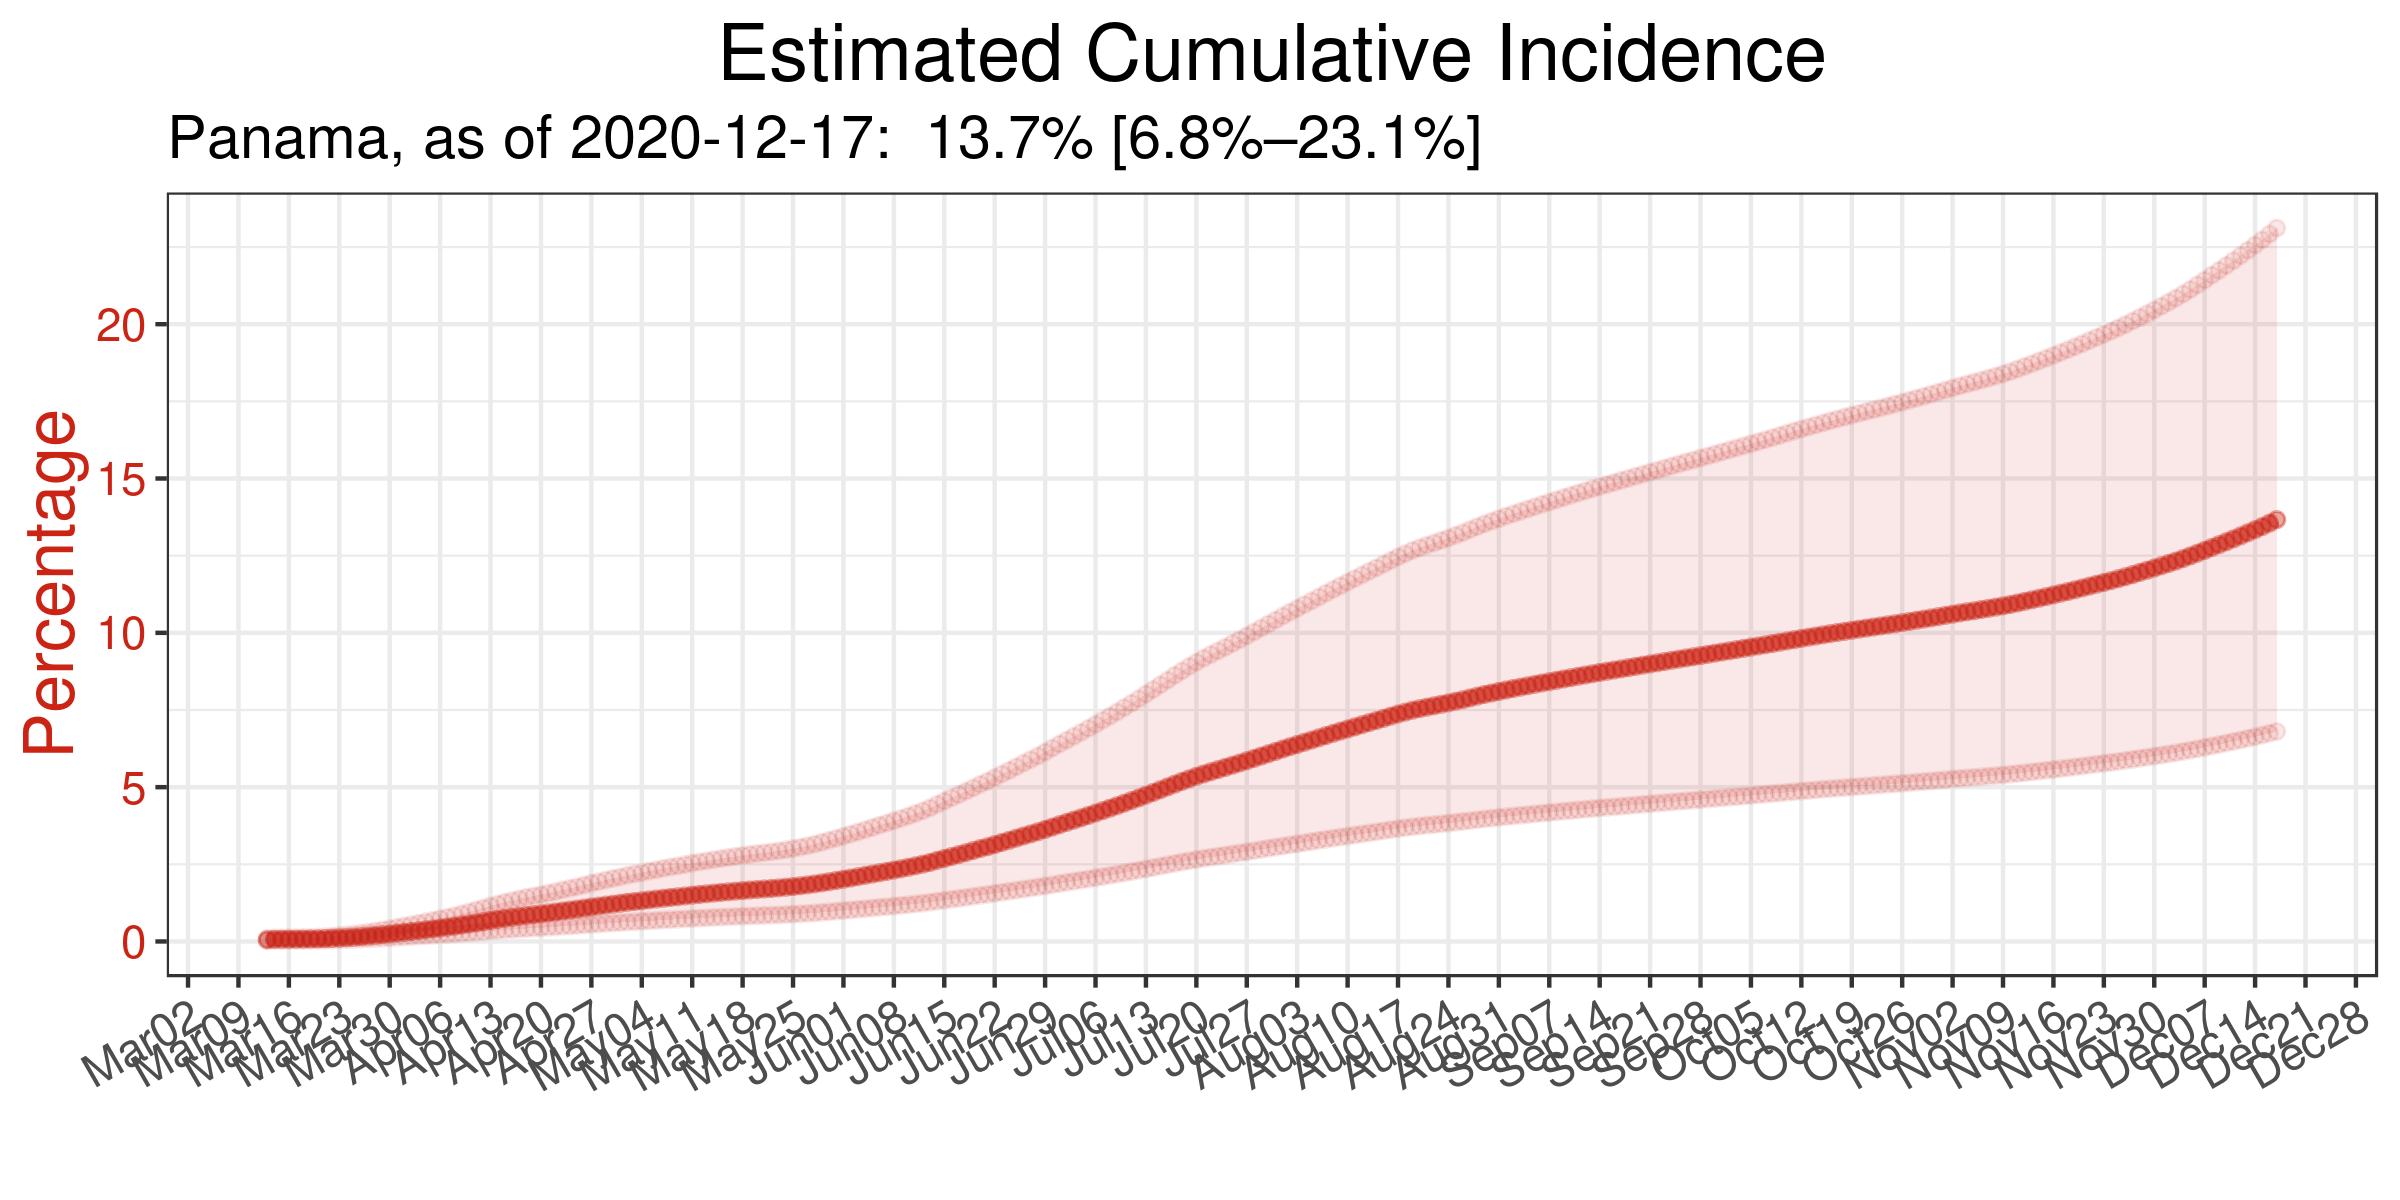 Estimated Cumulative Incidence
Panama, as of 2020-12-17: 13.7% [6.8%–23.1%]
Percentage
20
15
10
5
0
Mar02
Mar09
Mar16
Mar23
Mar30
Apr06
Apr13
Apr20
Apr27
May04
May11
May18
May25
Jun01
Jun08
Jun15
Jun22
Jun29
Jul06
Jul13
Jul20
Jul27
Aug03
Aug10
Aug17
Aug24
Aug31
Sep07
Sep14
Sep21
Sep28
Oct05
Oct12
Oct19
Oct26
Nov02
Nov09
Nov16
Nov23
Nov30
Dec07
Dec14
Dec21
Dec28